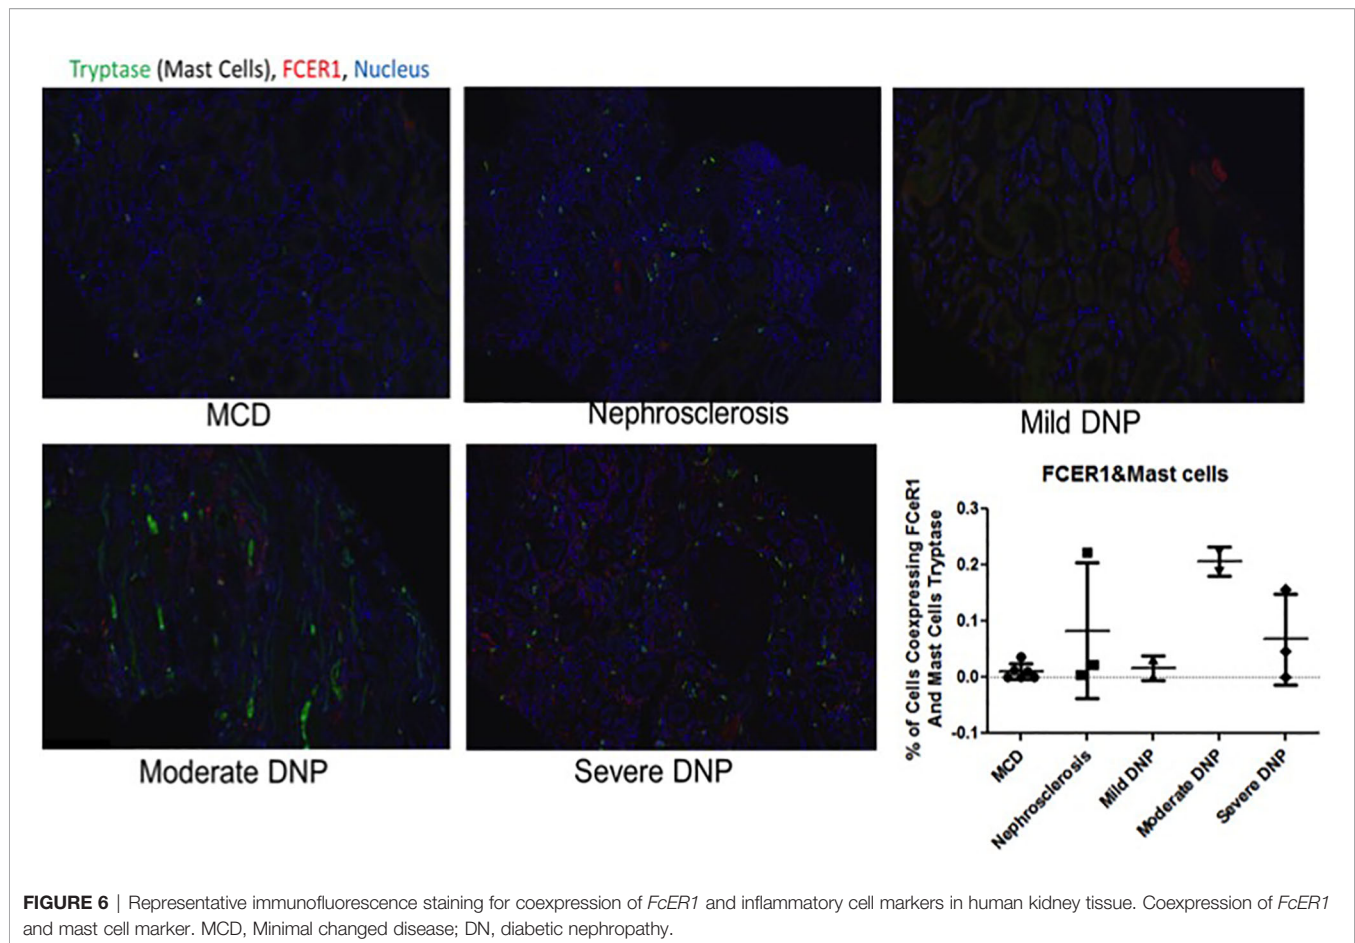 Tryptase (Mast Cells), FCER1, Nucleus
MCD
Nephrosclerosis
Mild DNP
Moderate DNP
Severe DNP
FCER1&Mast cells
% of Cells Coexpressing FCeR1
And Mast Cells Tryptase
0.3
0.2
0.1
0.0
-0.1
MCD
Nephrosclerosis
Mild DNP
Moderate DNP
Severe DNP
FIGURE 6 | Representative immunofluorescence staining for coexpression of FcER1 and inflammatory cell markers in human kidney tissue. Coexpression of FcER1
and mast cell marker. MCD, Minimal changed disease; DN, diabetic nephropathy.